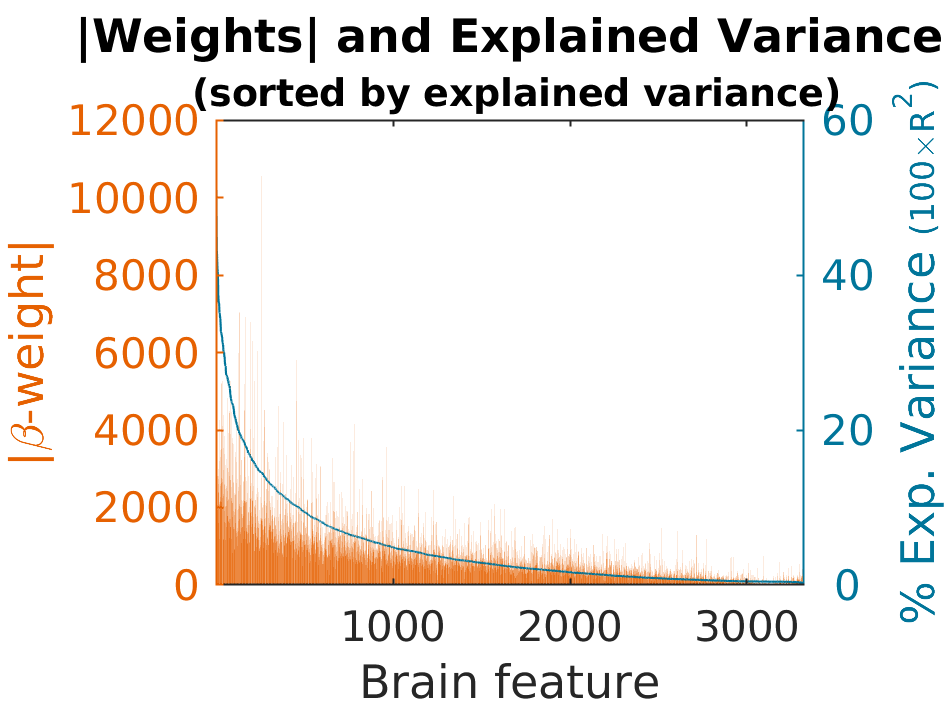 |Weights| and Explained Variance
(sorted by explained variance)
12000
10000
8000
6000
4000
2000
0
|β-weight|
60
40
20
0
% Exp. Variance (100×R²)
1000 2000 3000
Brain feature